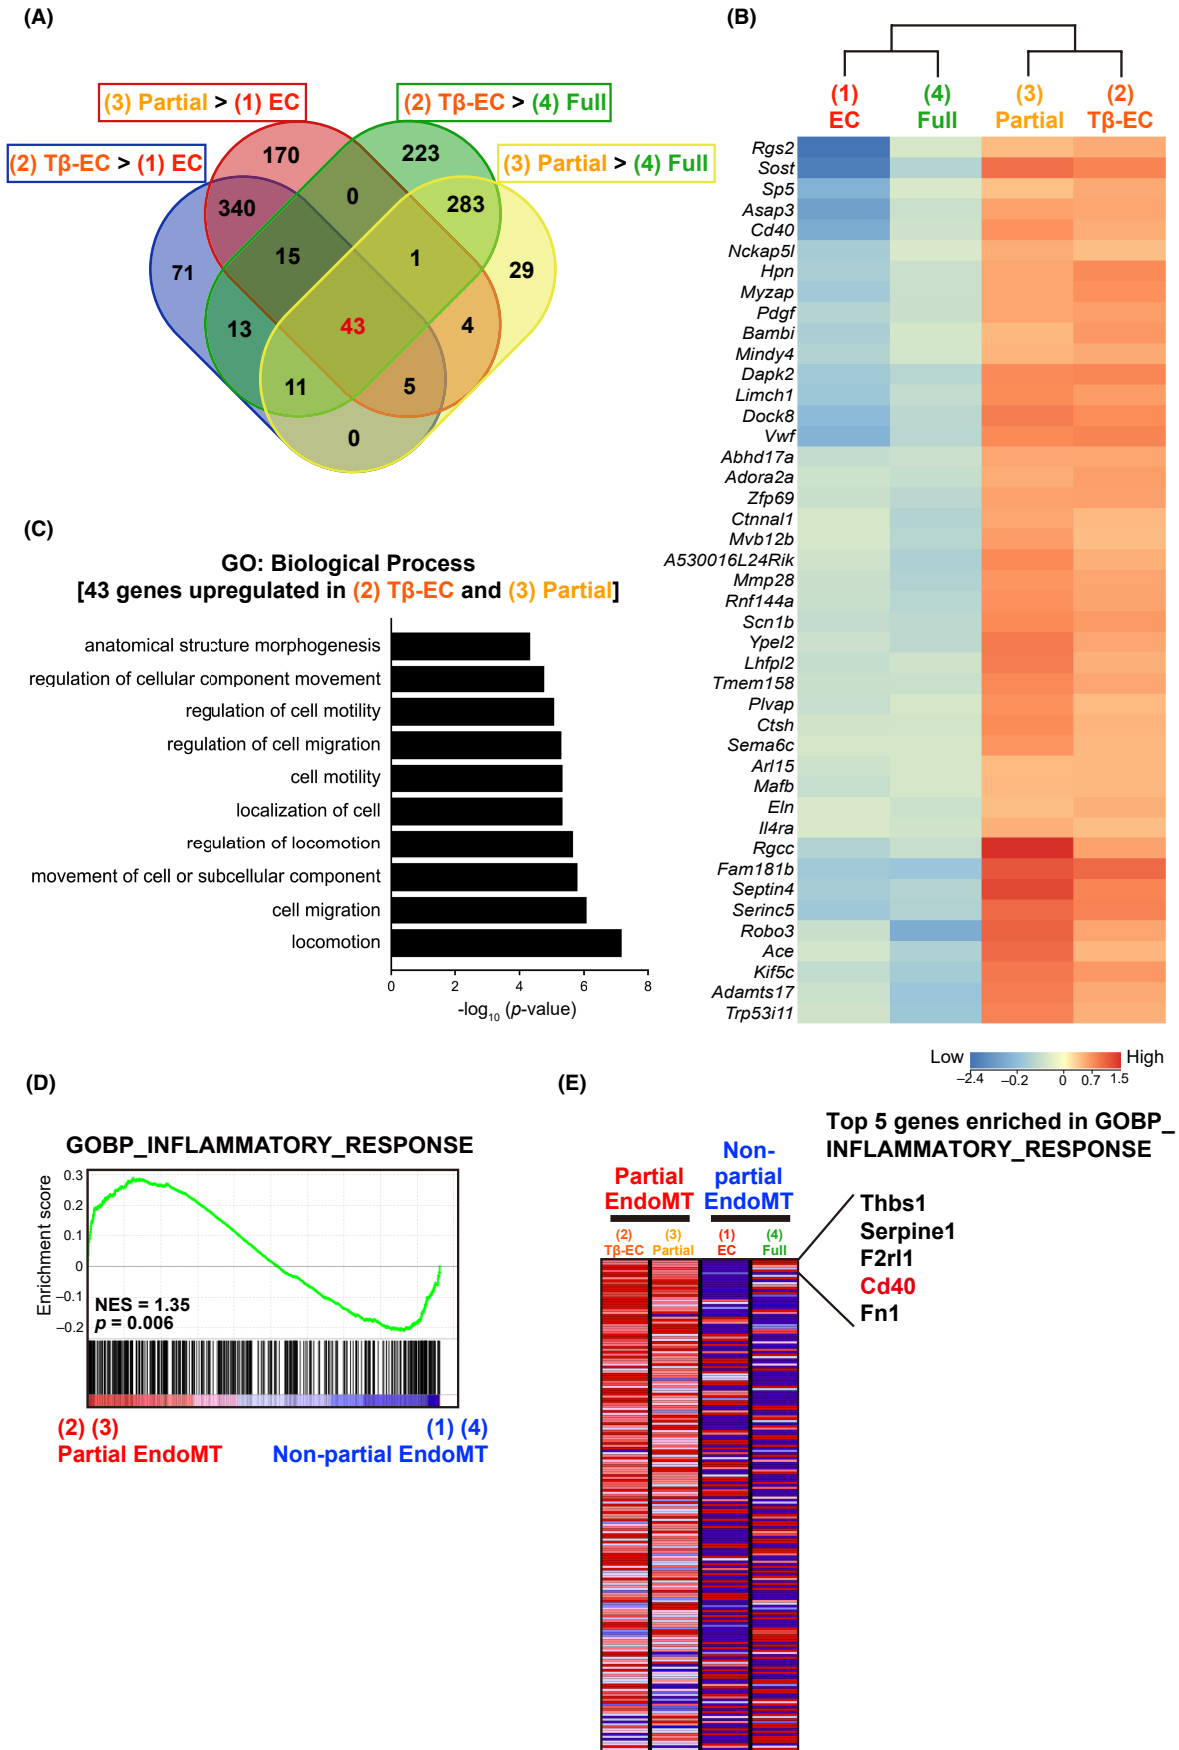 (A)
(3) Partial > (1) EC
(2) Tβ-EC > (4) Full
(2) Tβ-EC > (1) EC
(3) Partial > (4) Full
170
223
0
340
283
15
1
71
29
13
43
4
11
5
0
(B)
(1) EC
(4) Full
(3) Partial
(2) Tβ-EC
Rgs2
Sost
Sp5
Asap3
Cd40
Nckap5l
Hpn
Myzap
Pdgf
Bambi
Mindy4
Dapk2
Limch1
Dock8
Vwf
Abhd17a
Adora2a
Zfp69
Ctnnal1
Mvb12b
A530016L24Rik
Mmp28
Rnf144a
Scn1b
Ypel2
Lhfpl2
Tmem158
Plvap
Ctsh
Sema6c
Arl15
Mafb
Eln
Il4ra
Rgcc
Fam181b
Septin4
Serinc5
Robo3
Ace
Kif5c
Adamts17
Trp53i11
Low
High
−2.4 −0.2 0 0.7 1.5
(C)
GO: Biological Process
[43 genes upregulated in (2) Tβ-EC and (3) Partial]
anatomical structure morphogenesis
regulation of cellular component movement
regulation of cell motility
regulation of cell migration
cell motility
localization of cell
regulation of locomotion
movement of cell or subcellular component
cell migration
locomotion
0 2 4 6 8
-log10 (p-value)
(D)
GOBP_INFLAMMATORY_RESPONSE
Enrichment score
0.3
0.2
0.1
0
−0.1
−0.2
NES = 1.35
p = 0.006
(2) (3)
Partial EndoMT
(1) (4)
Non-partial EndoMT
(E)
Top 5 genes enriched in GOBP_
INFLAMMATORY_RESPONSE
Partial
EndoMT
Non-
partial
EndoMT
(2) Tβ-EC
(3) Partial
(1) EC
(4) Full
Thbs1
Serpine1
F2rl1
Cd40
Fn1